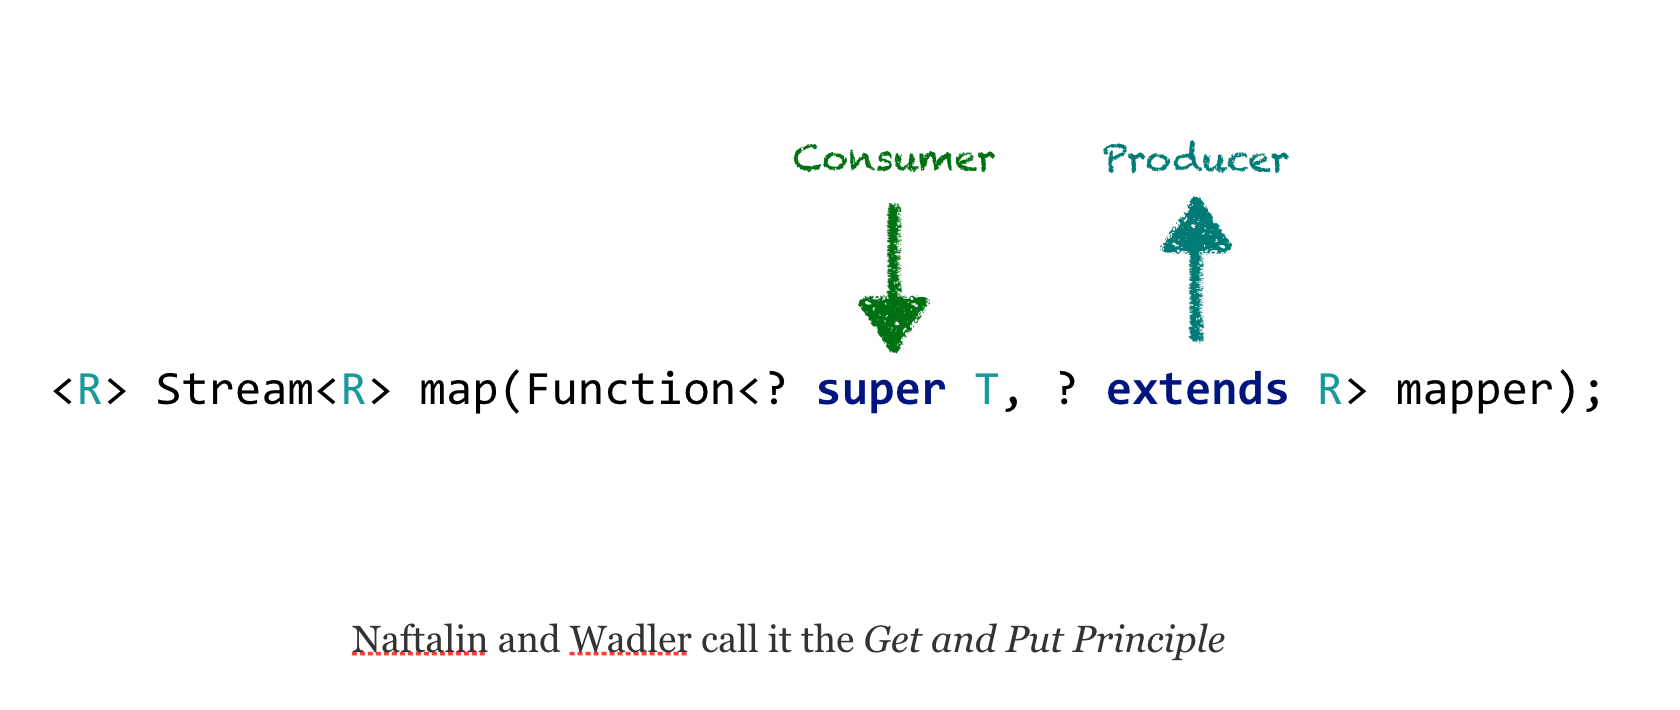 Consumer Producer
<R> Stream<R> map(Function<? super T, ? extends R> mapper);
Naftalin and Wadler call it the Get and Put Principle